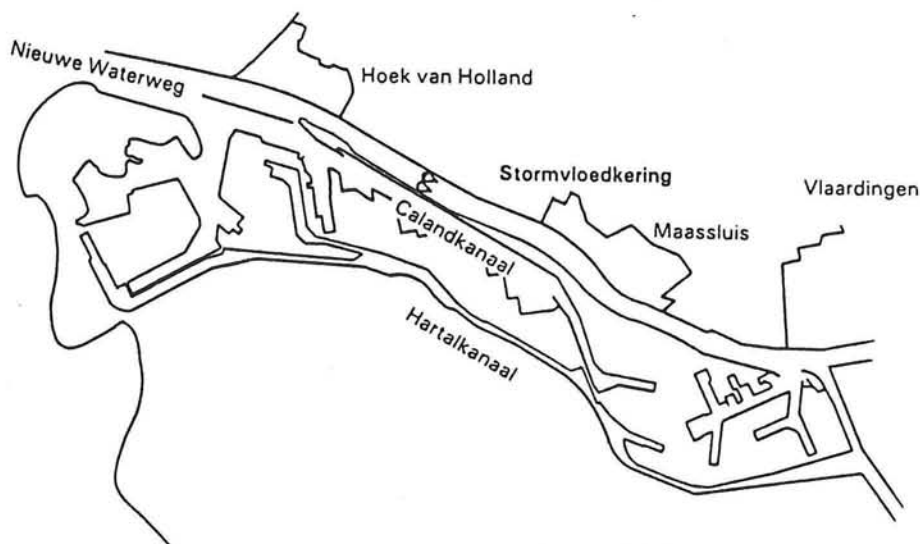 Nieuwe Waterweg
Hoek van Holland
Stormvloedkering
Vlaardingen
Maassluis
Calandkanaal
Hartalkanaal